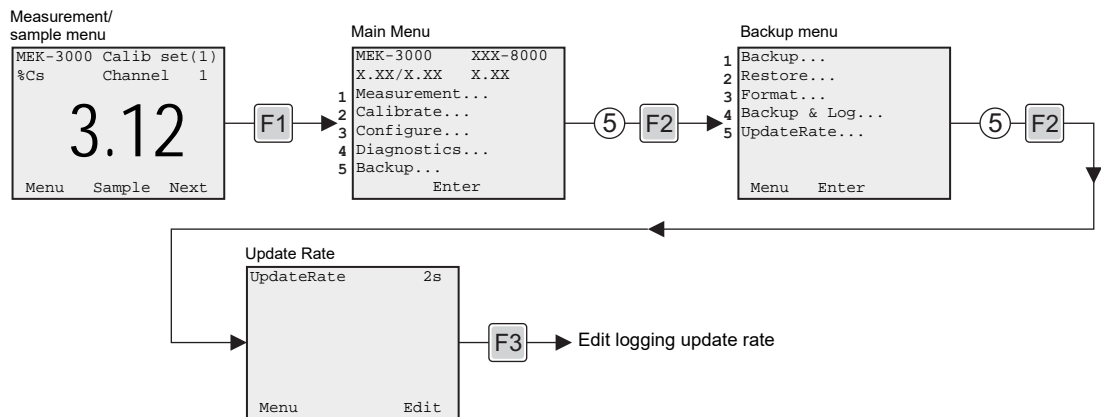 Measurement/
sample menu
MEK-3000 Calib set(1)
%Cs Channel 1
3.12
Menu Sample Next
F1
Main Menu
MEK-3000 XXX-8000
X.XX/X.XX X.XX
1 Measurement...
2 Calibrate...
3 Configure...
4 Diagnostics...
5 Backup...
Enter
5 F2
Backup menu
1 Backup...
2 Restore...
3 Format...
4 Backup & Log...
5 UpdateRate...
Menu Enter
5 F2
Update Rate
UpdateRate 2s
Menu Edit
F3
Edit logging update rate